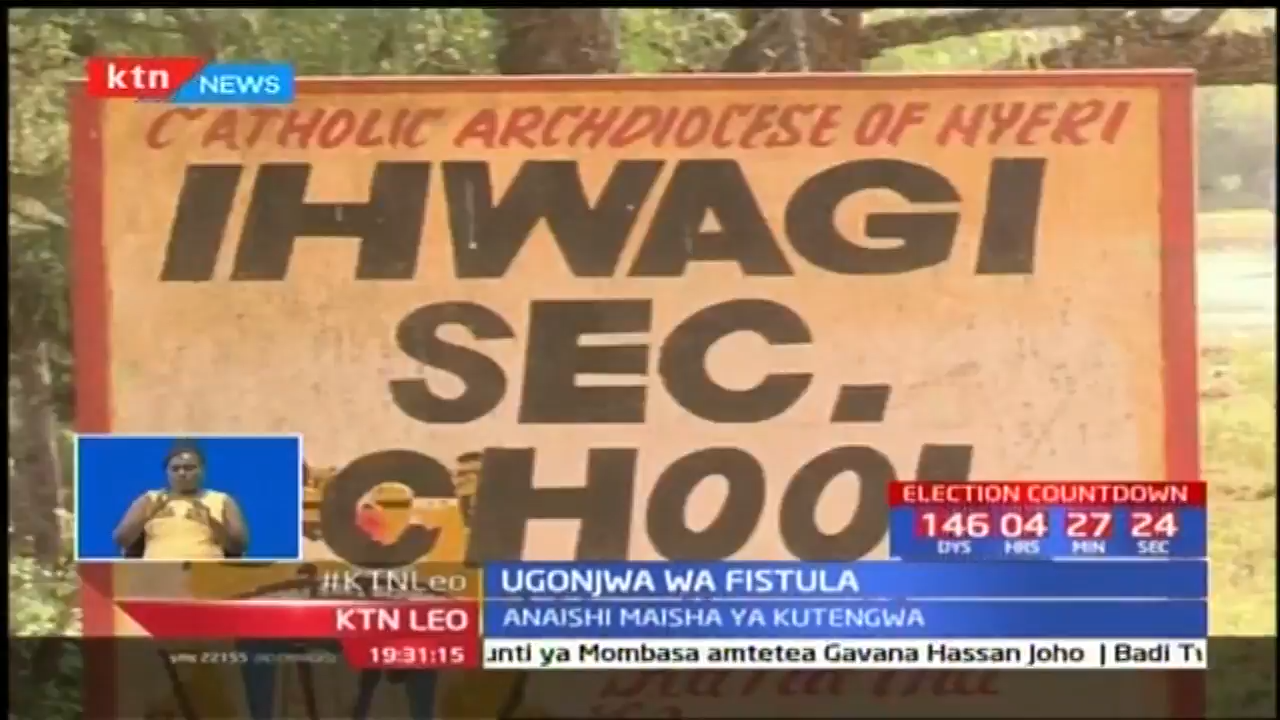 ktn NEWS
CATHOLIC ARCHDIOCESE OF NYERI
IHWAGI
SEC.
CHOOL
ELECTION COUNTDOWN
146 04 27 24
DYS HRS MIN SEC
#KTNLeo
UGONJWA WA FISTULA
KTN LEO
ANAISHI MAISHA YA KUTENGWA
22155
19:31:15
unti ya Mombasa amtetea Gavana Hassan Joho | Badi